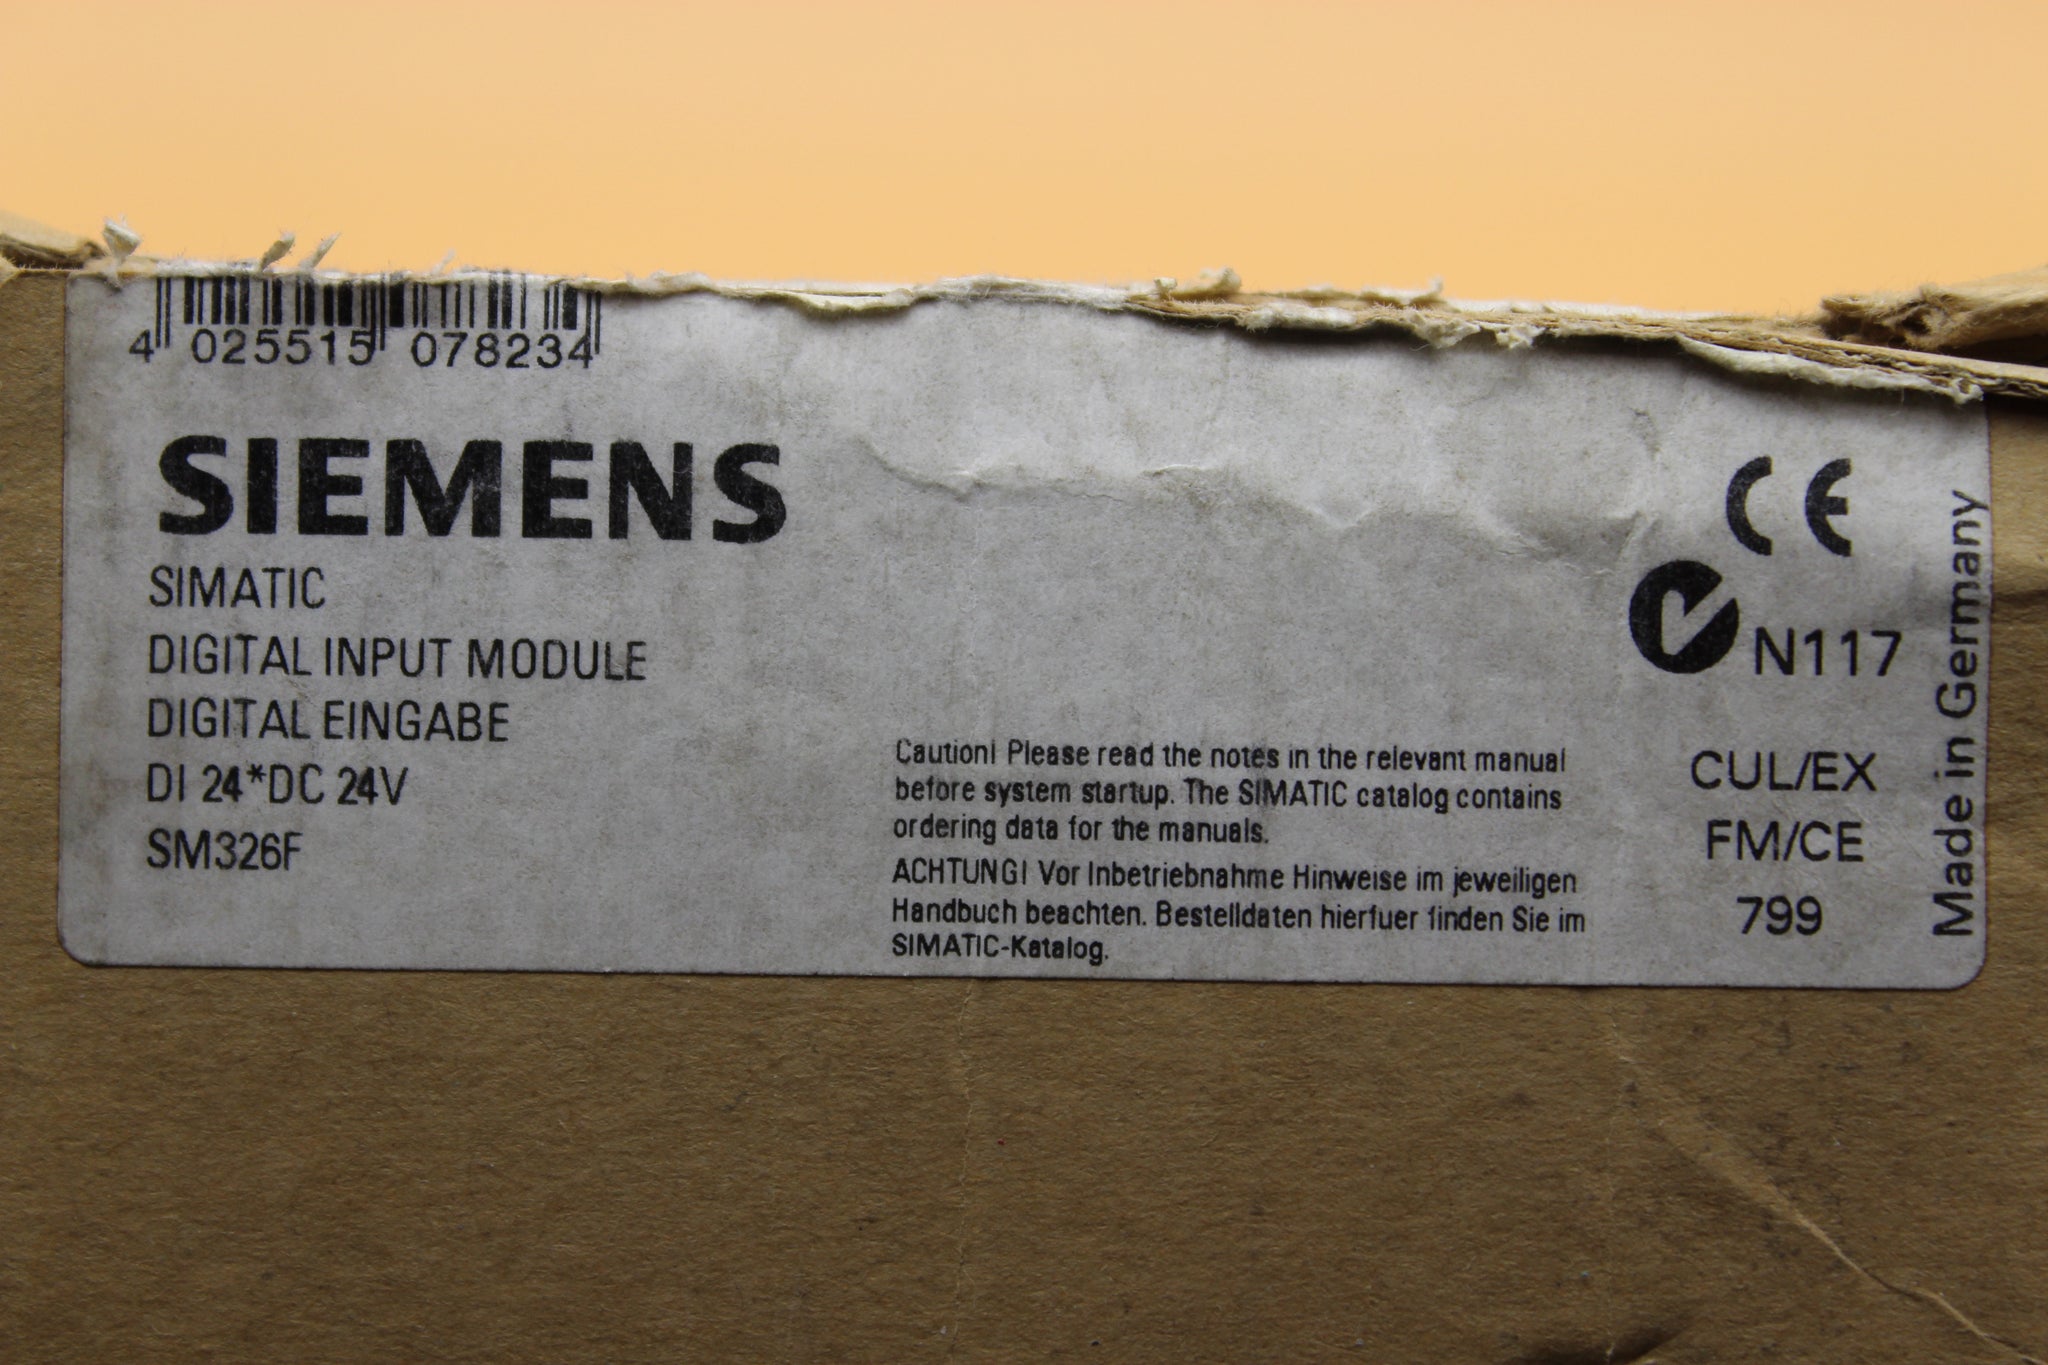 4 025515 078234
SIEMENS
SIMATIC
DIGITAL INPUT MODULE
DIGITAL EINGABE
DI 24*DC 24V
SM326F
Caution! Please read the notes in the relevant manual
before system startup. The SIMATIC catalog contains
ordering data for the manuals.
ACHTUNG! Vor Inbetriebnahme Hinweise im jeweiligen
Handbuch beachten. Bestelldaten hierfuer finden Sie im
SIMATIC-Katalog.
CE
N117
CUL/EX
FM/CE
799
Made in Germany